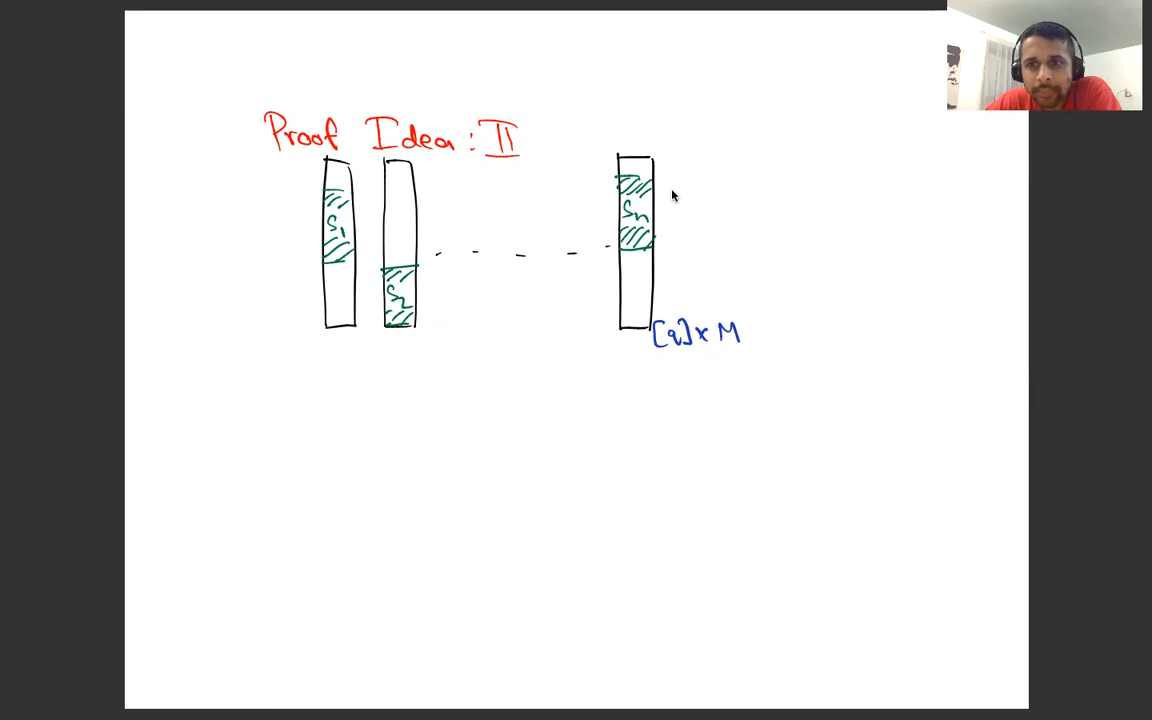 Proof Idea: II
S1 S2 - - - - - Sn
[q] x M